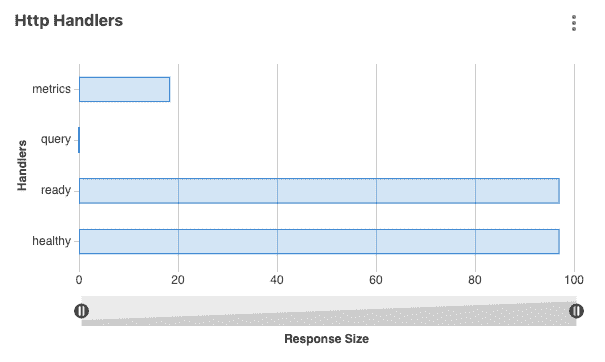 Http Handlers
metrics
query
ready
healthy
Handlers
0 20 40 60 80 100
Response Size